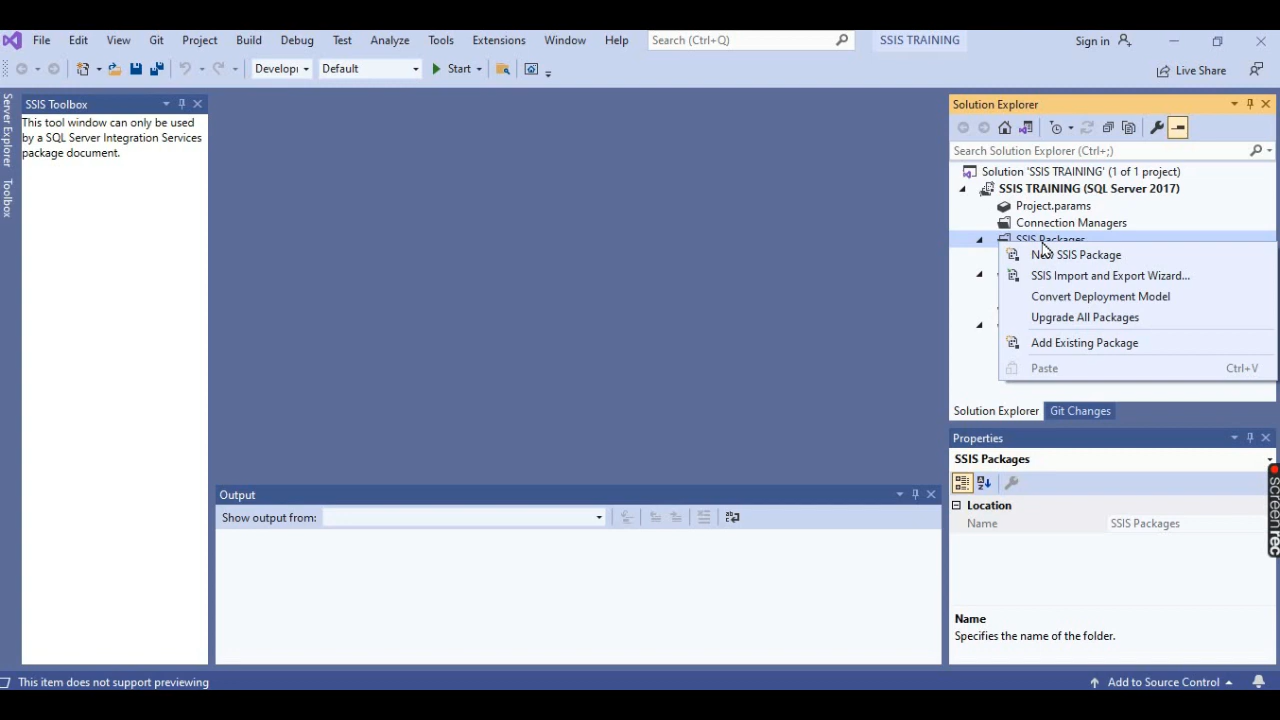 File Edit View Git Project Build Debug Test Analyze Tools Extensions Window Help Search (Ctrl+Q) SSIS TRAINING Sign in
Develop Default Start Live Share
Server Explorer
Toolbox
SSIS Toolbox
This tool window can only be used
by a SQL Server Integration Services
package document.
Solution Explorer
Search Solution Explorer (Ctrl+;)
Solution 'SSIS TRAINING' (1 of 1 project)
SSIS TRAINING (SQL Server 2017)
Project.params
Connection Managers
SSIS Packages
New SSIS Package
SSIS Import and Export Wizard...
Convert Deployment Model
Upgrade All Packages
Add Existing Package
Paste Ctrl+V
Solution Explorer Git Changes
Properties
SSIS Packages
Location
Name SSIS Packages
Name
Specifies the name of the folder.
Output
Show output from:
screenrec
This item does not support previewing Add to Source Control